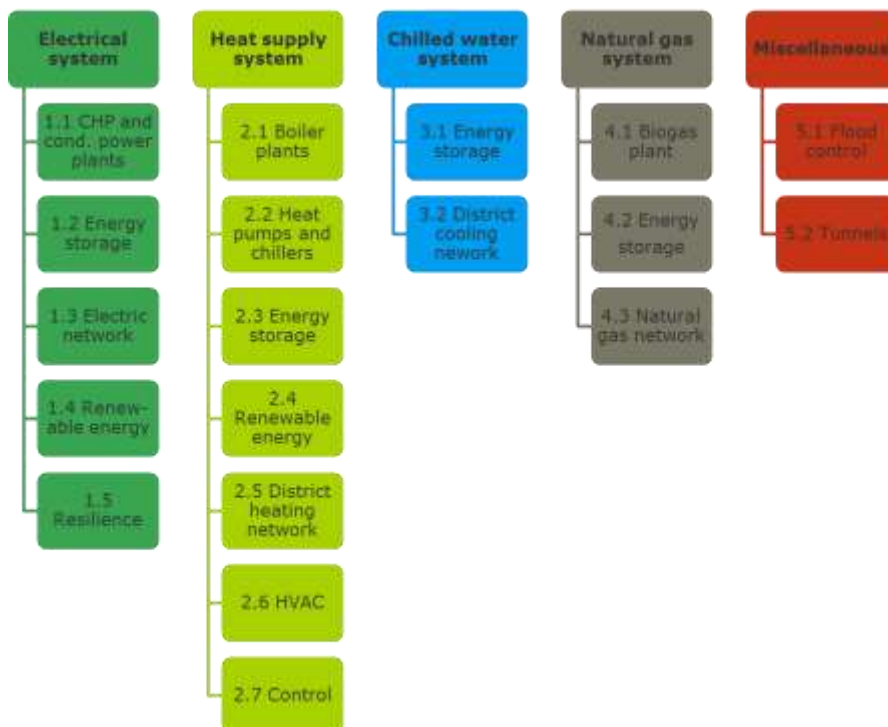 Electrical
system
1.1 CHP and
cond. power
plants
1.2 Energy
storage
1.3 Electric
network
1.4 Renew-
able energy
1.5
Resilience
Heat supply
system
2.1 Boiler
plants
2.2 Heat
pumps and
chillers
2.3 Energy
storage
2.4
Renewable
energy
2.5 District
heating
network
2.6 HVAC
2.7 Control
Chilled water
system
3.1 Energy
storage
3.2 District
cooling
nework
Natural gas
system
4.1 Biogas
plant
4.2 Energy
storage
4.3 Natural
gas network
Miscellaneous
5.1 Flood
control
5.2 Tunnels